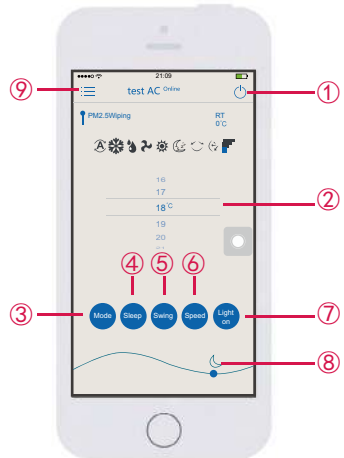 21:09
⑨
test AC Online
①
PM2.5Wiping
RT
0°C
A
16
17
18°C
②
19
20
④ ⑤ ⑥
③
Mode Sleep Swing Speed Light on
⑦
⑧